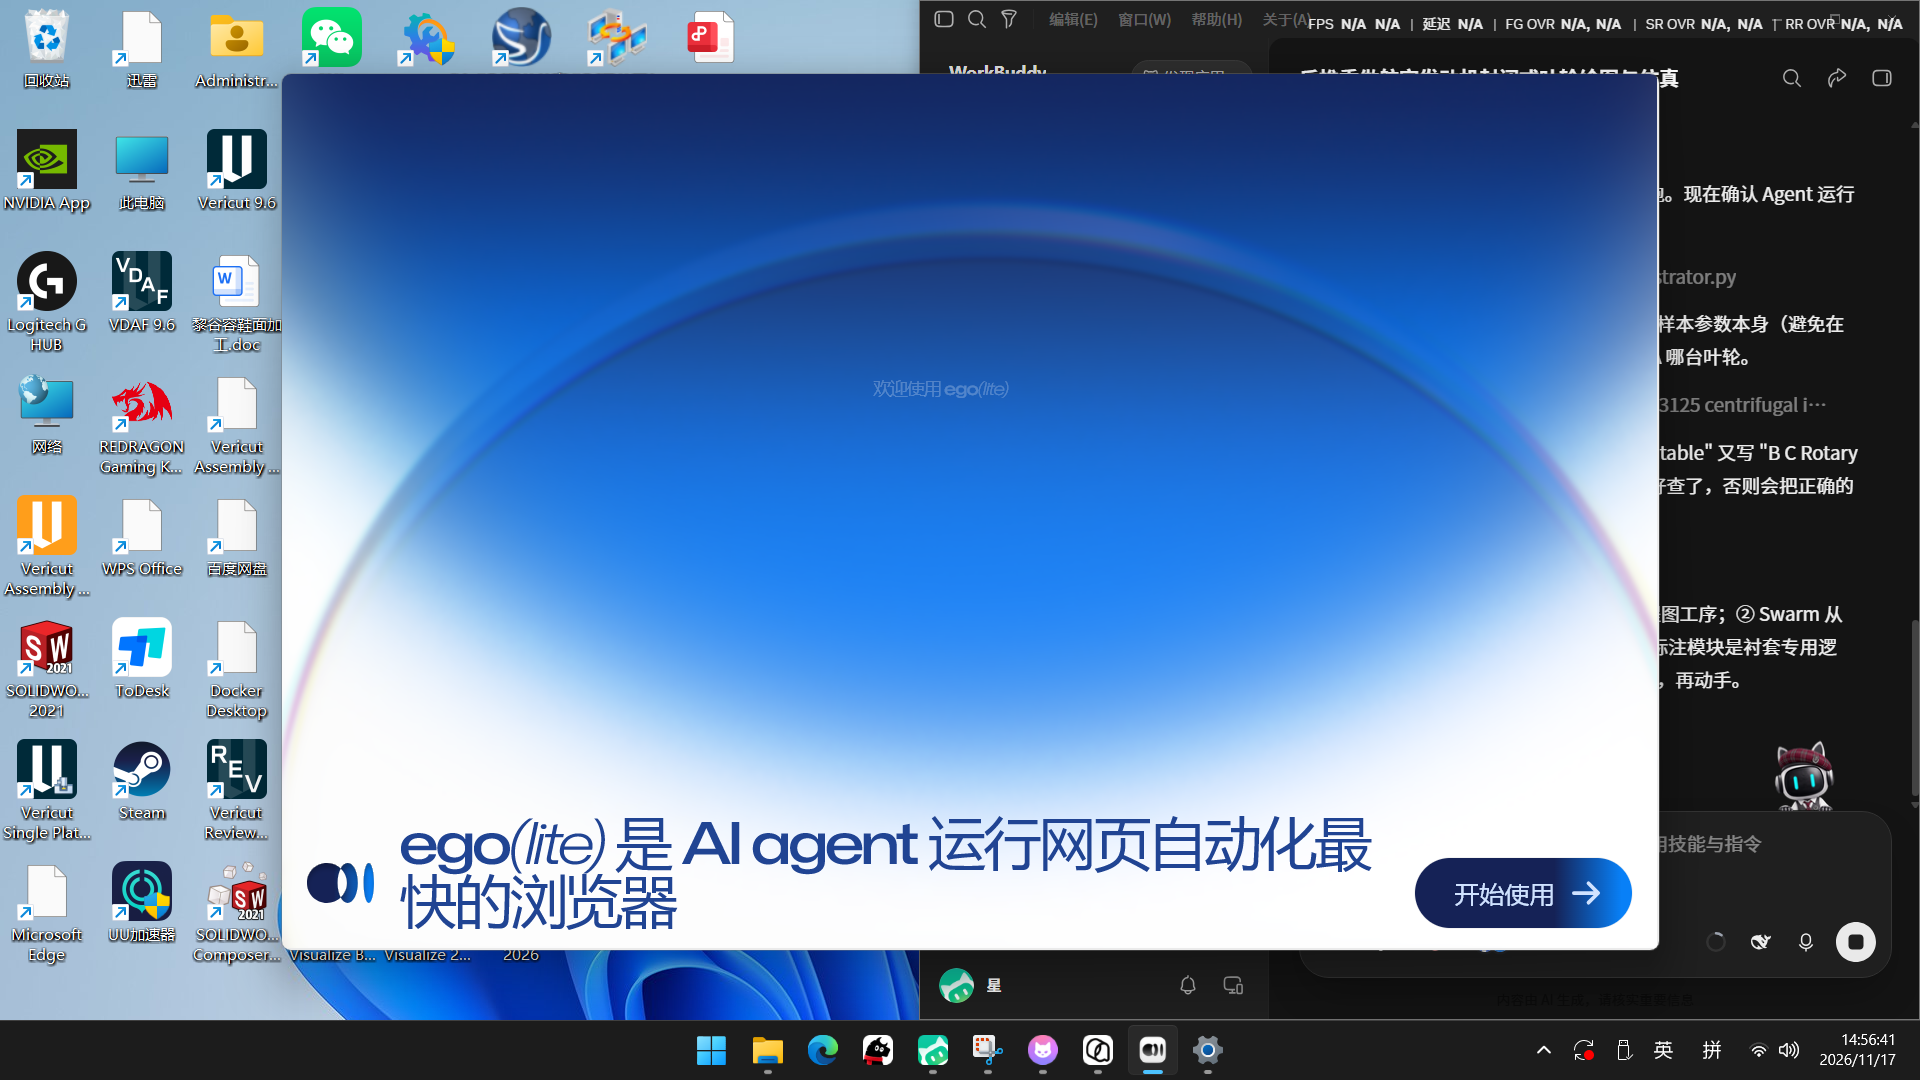 回收站
迅雷
Administr...
NVIDIA App
此电脑
Vericut 9.6
Logitech G HUB
VDAF 9.6
黎谷容鞋面加工.doc
网络
REDRAGON Gaming K...
Vericut Assembly ...
Vericut Assembly ...
WPS Office
百度网盘
SOLIDWO... 2021
ToDesk
Docker Desktop
Vericut Single Plat...
Steam
Vericut Review...
Microsoft Edge
UU加速器
SOLIDWO... Composer...
Visualize B...
Visualize 2...
2026
编辑(E) 窗口(W) 帮助(H) 关于(A)
FPS N/A N/A | 延迟 N/A | FG OVR N/A, N/A | SR OVR N/A, N/A | RR OVR N/A, N/A
WorkBuddy
真
。现在确认 Agent 运行
strator.py
样本参数本身（避免在
哪台叶轮。
3125 centrifugal i…
table" 又写 "B C Rotary
查了，否则会把正确的
图工序；② Swarm 从
标注模块是衬套专用逻
，再动手。
用技能与指令
星
欢迎使用 ego(lite)
ego(lite) 是 AI agent 运行网页自动化最
快的浏览器
开始使用
英
拼
14:56:41
2026/11/17